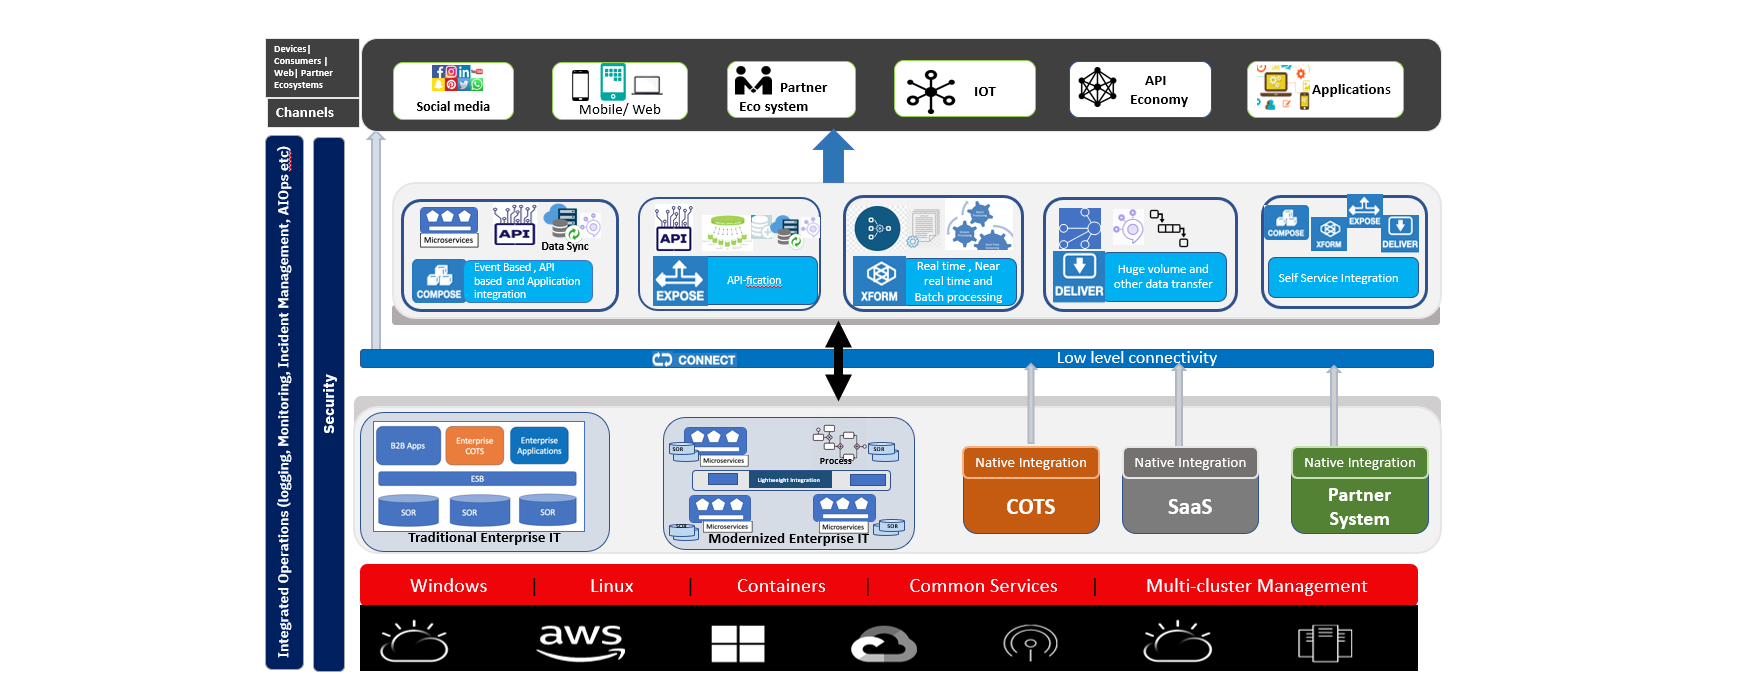 Devices|
Consumers |
Web| Partner
Ecosystems
Channels
Social media
Mobile/ Web
Partner
Eco system
IOT
API
Economy
Applications
Integrated Operations (logging, Monitoring, Incident Management, AIOps etc)
Security
Microservices
API
Data Sync
COMPOSE
Event Based , API
based and Application
integration
API
EXPOSE
API-fication
XFORM
Real time , Near
real time and
Batch processing
DELIVER
Huge volume and
other data transfer
COMPOSE
XFORM
EXPOSE
DELIVER
Self Service Integration
CONNECT
Low level connectivity
B2B Apps
Enterprise
COTS
Enterprise
Applications
ESB
SOR
SOR
SOR
Traditional Enterprise IT
SOR
Microservices
Process
SOR
Lightweight Integration
SOR
Microservices
Microservices
SOR
Modernized Enterprise IT
Native Integration
COTS
Native Integration
SaaS
Native Integration
Partner
System
Windows | Linux | Containers | Common Services | Multi-cluster Management
aws